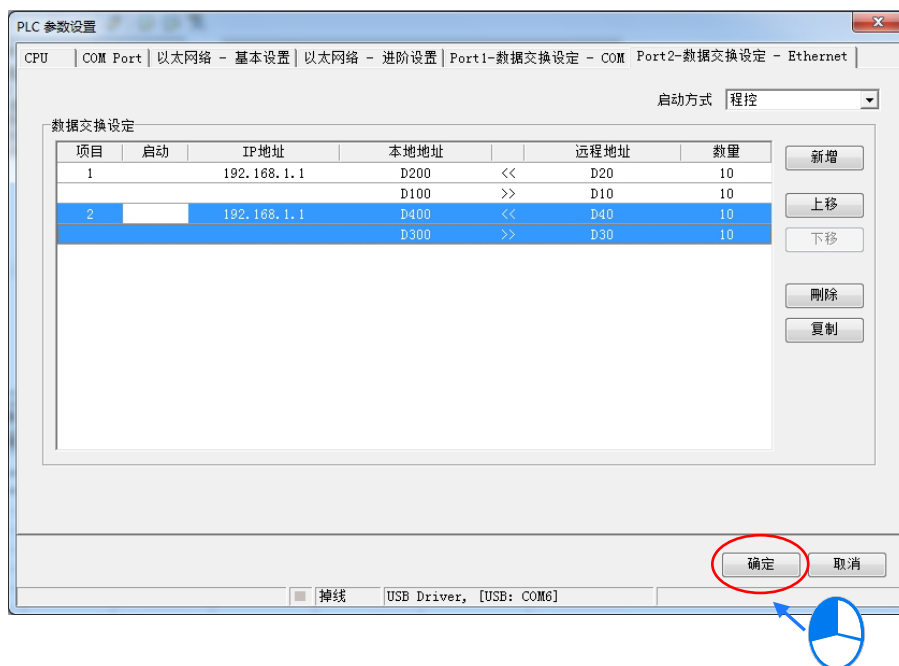 PLC 参数设置
CPU COM Port 以太网络 - 基本设置 以太网络 - 进阶设置 Port1-数据交换设定 - COM Port2-数据交换设定 - Ethernet
启动方式 程控
数据交换设定
项目 启动 IP地址 本地地址 远程地址 数量
1 192.168.1.1 D200 << D20 10
D100 >> D10 10
2 192.168.1.1 D400 << D40 10
D300 >> D30 10
新增
上移
下移
刪除
复制
确定 取消
掉线 USB Driver, [USB: COM6]